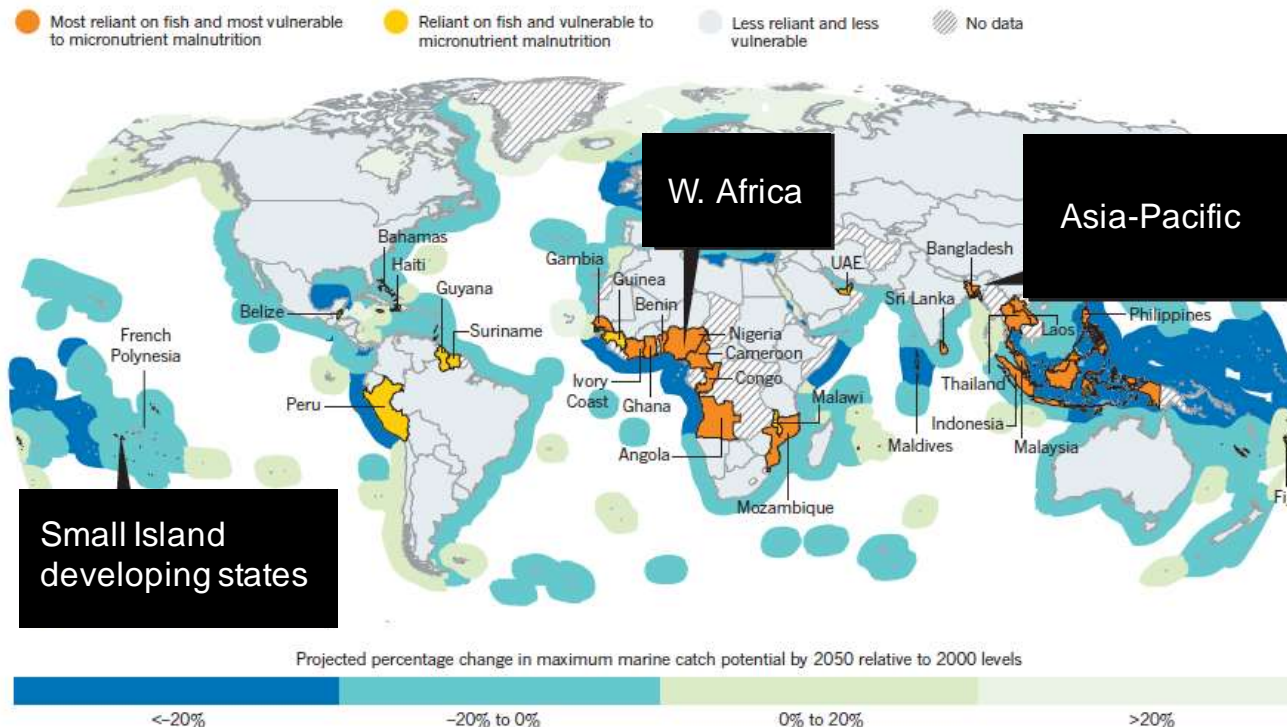 Most reliant on fish and most vulnerable
to micronutrient malnutrition
Reliant on fish and vulnerable to
micronutrient malnutrition
Less reliant and less
vulnerable
No data
W. Africa
Asia-Pacific
Bahamas
Haiti
Guyana
Belize
Suriname
French
Polynesia
Peru
Gambia
Guinea
Benin
Nigeria
Cameroon
Congo
Ivory
Coast
Ghana
Malawi
Angola
Mozambique
UAE
Bangladesh
Sri Lanka
Laos
Philippines
Thailand
Indonesia
Maldives
Malaysia
Small Island
developing states
Projected percentage change in maximum marine catch potential by 2050 relative to 2000 levels
<–20%
–20% to 0%
0% to 20%
>20%